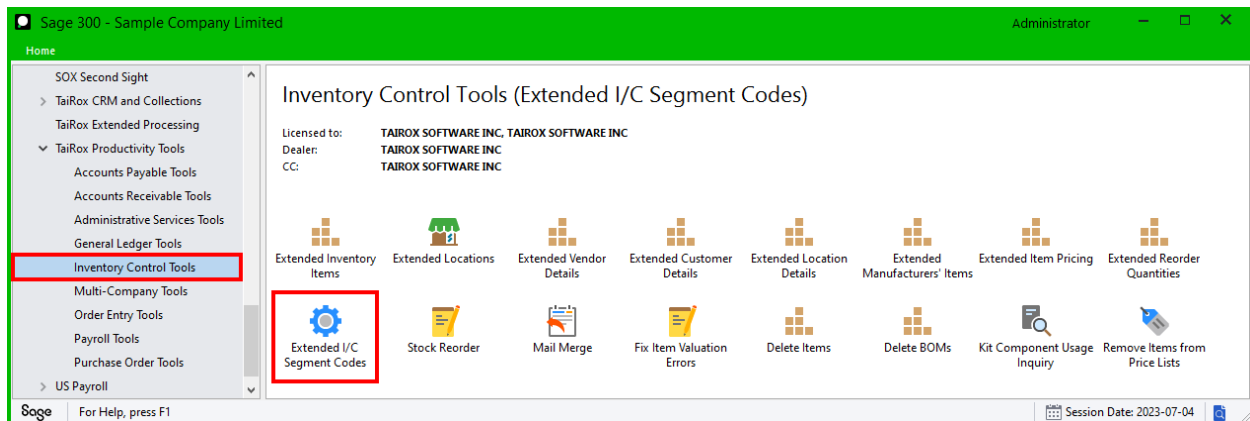 Sage 300 - Sample Company Limited
Administrator
Home
SOX Second Sight
TaiRox CRM and Collections
TaiRox Extended Processing
TaiRox Productivity Tools
Accounts Payable Tools
Accounts Receivable Tools
Administrative Services Tools
General Ledger Tools
Inventory Control Tools
Multi-Company Tools
Order Entry Tools
Payroll Tools
Purchase Order Tools
US Payroll
Inventory Control Tools (Extended I/C Segment Codes)
Licensed to: TAIROX SOFTWARE INC, TAIROX SOFTWARE INC
Dealer: TAIROX SOFTWARE INC
CC: TAIROX SOFTWARE INC
Extended Inventory
Items
Extended Locations
Extended Vendor
Details
Extended Customer
Details
Extended Location
Details
Extended
Manufacturers' Items
Extended Item Pricing
Extended Reorder
Quantities
Extended I/C
Segment Codes
Stock Reorder
Mail Merge
Fix Item Valuation
Errors
Delete Items
Delete BOMs
Kit Component Usage
Inquiry
Remove Items from
Price Lists
Sage
For Help, press F1
Session Date: 2023-07-04